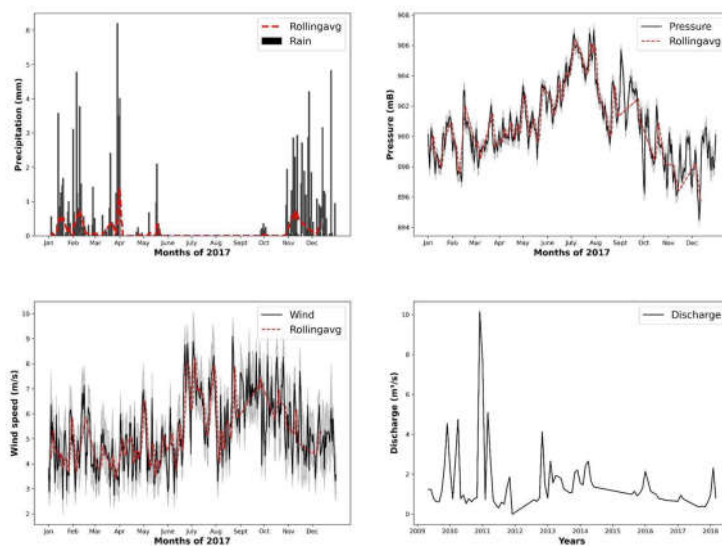 Rollingavg
Rain
Precipitation (mm)
6
5
4
3
2
1
0
Jan Feb Mar Apr May June July Aug Sept Oct Nov Dec
Months of 2017
Pressure
Rollingavg
Pressure (mB)
908
906
904
902
900
898
896
894
Jan Feb Mar Apr May june July Aug Sept Oct Nov Dec
Months of 2017
Wind
Rollingavg
Wind speed (m/s)
10
9
8
7
6
5
4
3
2
Jan Feb Mar Apr May June July Aug Sept Oct Nov Dec
Months of 2017
Discharge
Discharge (m³/s)
10
8
6
4
2
0
2009 2010 2011 2012 2013 2014 2015 2016 2017 2018
Years